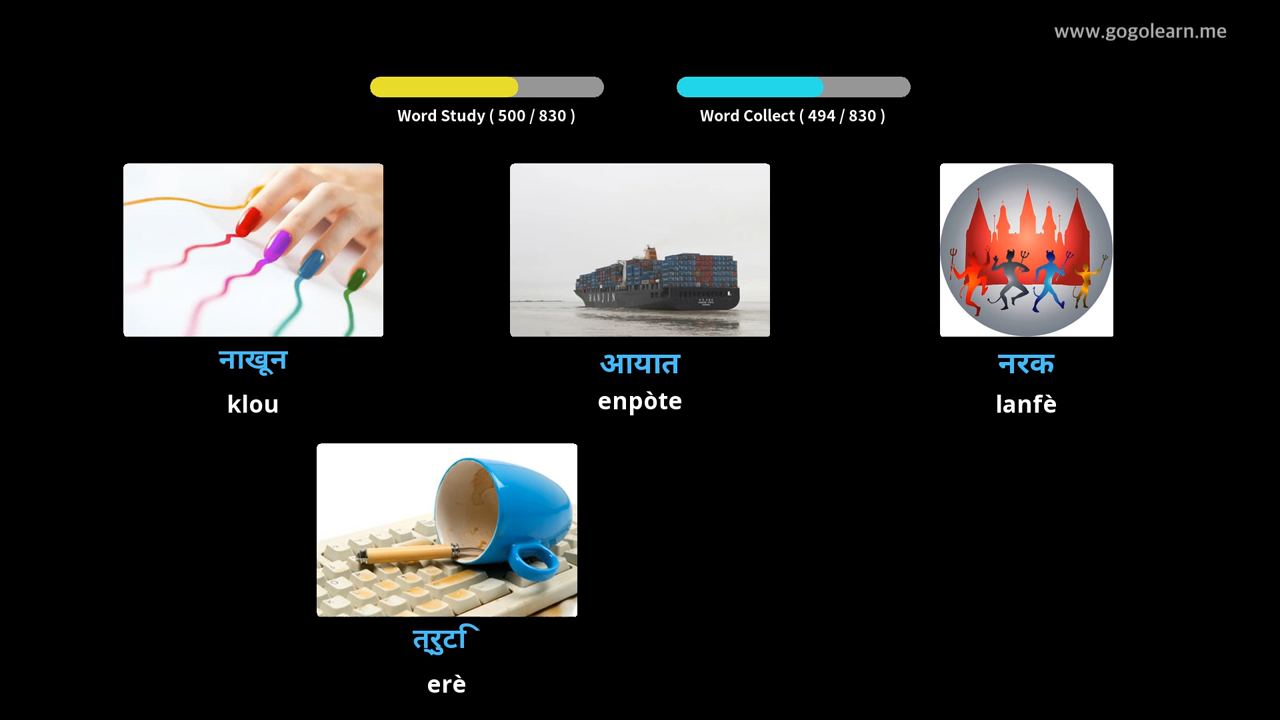 www.gogolearn.me
Word Study ( 500 / 830 )
Word Collect ( 494 / 830 )
नाखून
आयात
नरक
klou
enpòte
lanfè
त्रुटि
erè